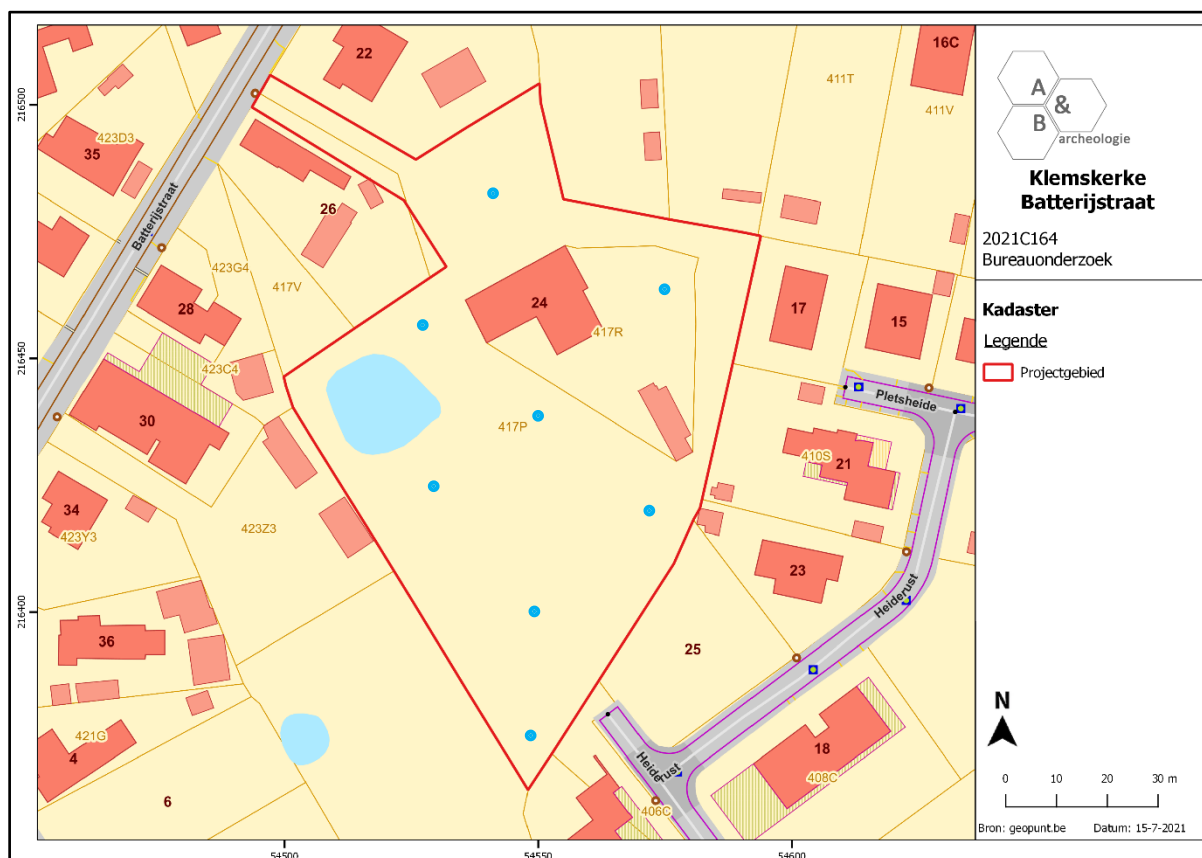 22
16C
411T
411V
216500
423D3
35
26
Batterijstraat
423G4
417V
28
24
17
15
417R
216450
423C4
Pletsheide
30
417P
21
410S
34
423Y3
423Z3
23
Heiderust
216400
36
25
Heiderust
18
408C
421G
4
6
406C
54500
54550
54600
A
&
B
archeologie
Klemskerke
Batterijstraat
2021C164
Bureauonderzoek
Kadaster
Legende
Projectgebied
N
0 10 20 30 m
Bron: geopunt.be Datum: 15-7-2021